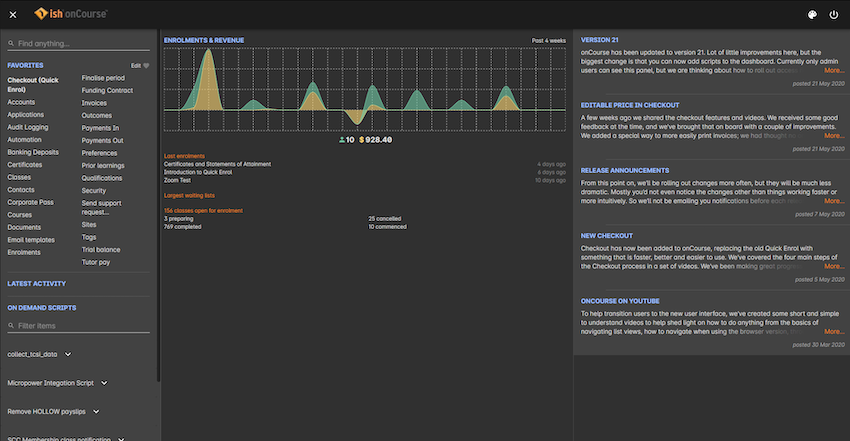 ish onCourse
Find anything...
FAVORITES
Edit
Checkout (Quick
Enrol)
Accounts
Applications
Audit Logging
Automation
Banking Deposits
Certificates
Classes
Contacts
Corporate Pass
Courses
Documents
Email templates
Enrolments
Finalise period
Funding Contract
Invoices
Outcomes
Payments In
Payments Out
Preferences
Prior learnings
Qualifications
Security
Send support
request...
Sites
Tags
Trial balance
Tutor pay
LATEST ACTIVITY
ON DEMAND SCRIPTS
Filter items
collect_tcsi_data
Micropower Integation Script
Remove HOLLOW payslips
SCC Membership class notification
ENROLMENTS & REVENUE
Past 4 weeks
10 $ 928.40
Last enrolments
Certificates and Statements of Attainment 4 days ago
Introduction to Quick Enrol 6 days ago
Zoom Test 10 days ago
Largest waiting lists
156 classes open for enrolment
3 preparing 25 cancelled
769 completed 10 commenced
VERSION 21
onCourse has been updated to version 21. Lot of little improvements here, but the
biggest change is that you can now add scripts to the dashboard. Currently only admin
users can see this panel, but we are thinking about how to roll out
More...
posted 21 May 2020
EDITABLE PRICE IN CHECKOUT
A few weeks ago we shared the checkout features and videos. We received some good
feedback at the time, and we've brought that on board with a couple of improvements.
We added a special way to more easily print invoices; we had
More...
posted 21 May 2020
RELEASE ANNOUNCEMENTS
From this point on, we'll be rolling out changes more often, but they will be much less
dramatic. Mostly you'd not even notice the changes other than things working faster or
more intuitively. So we'll not be emailing you notifications before each
More...
posted 7 May 2020
NEW CHECKOUT
Checkout has now been added to onCourse, replacing the old Quick Enrol with
something that is faster, better and easier to use. We've covered the four main steps of
the Checkout process in a set of videos. We've been making great
More...
posted 5 May 2020
ONCOURSE ON YOUTUBE
To help transition users to the new user interface, we've created some short and simple
to understand videos to help shed light on how to do anything from the basics of
navigating list views, how to navigate when using the browser version,
More...
posted 30 Mar 2020